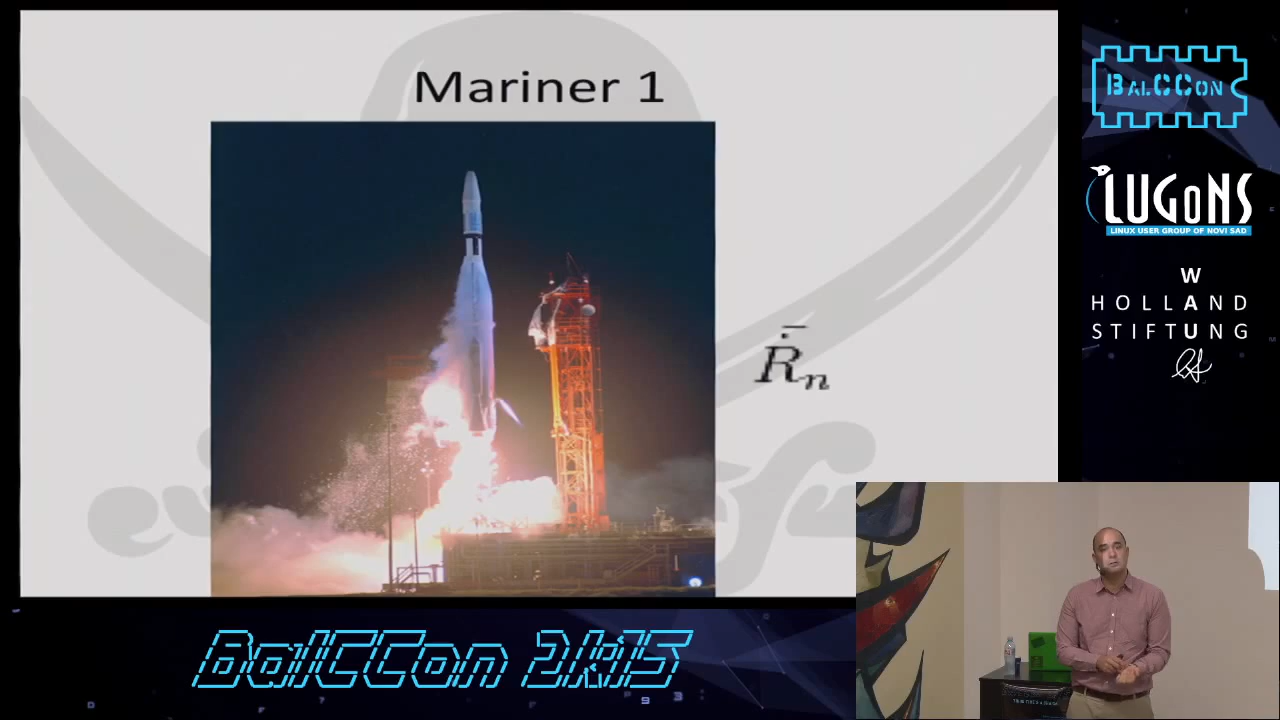 Mariner 1
Ṙ̄ₙ
BALCCON
LUGoNS
LINUX USER GROUP OF NOVI SAD
W
HOLLAND
STIFTUNG
BalCCon 2k15